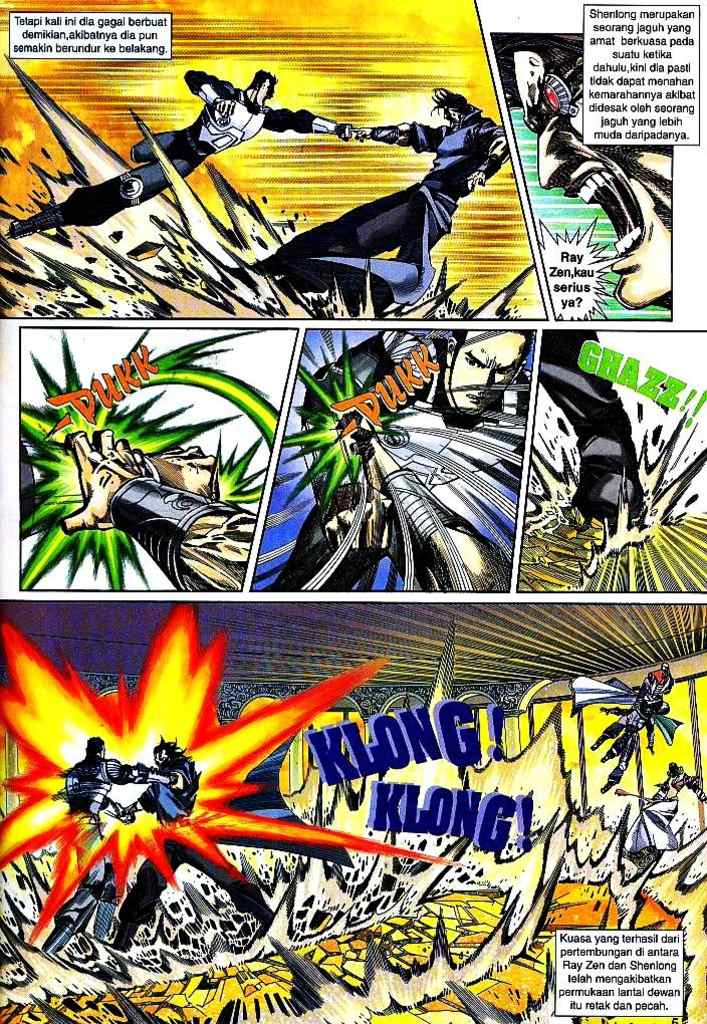 Tetapi kali ini dia gagal berbuat
demikian,akibatnya dia pun
semakin berundur ke belakang.
Shenlong merupakan
seorang jaguh yang
amat berkuasa pada
suatu ketika
dahulu,kini dia pasti
tidak dapat menahan
kemarahannya akibat
didesak oleh seorang
jaguh yang lebih
muda daripadanya.
Ray
Zen,kau
serius
ya?
-PUKK
-PUKK
GHAZZ!!
KLONG!
KLONG!
Kuasa yang terhasil dari
pertembungan di antara
Ray Zen dan Shenlong
telah mengakibatkan
permukaan lantai dewan
itu retak dan pecah.